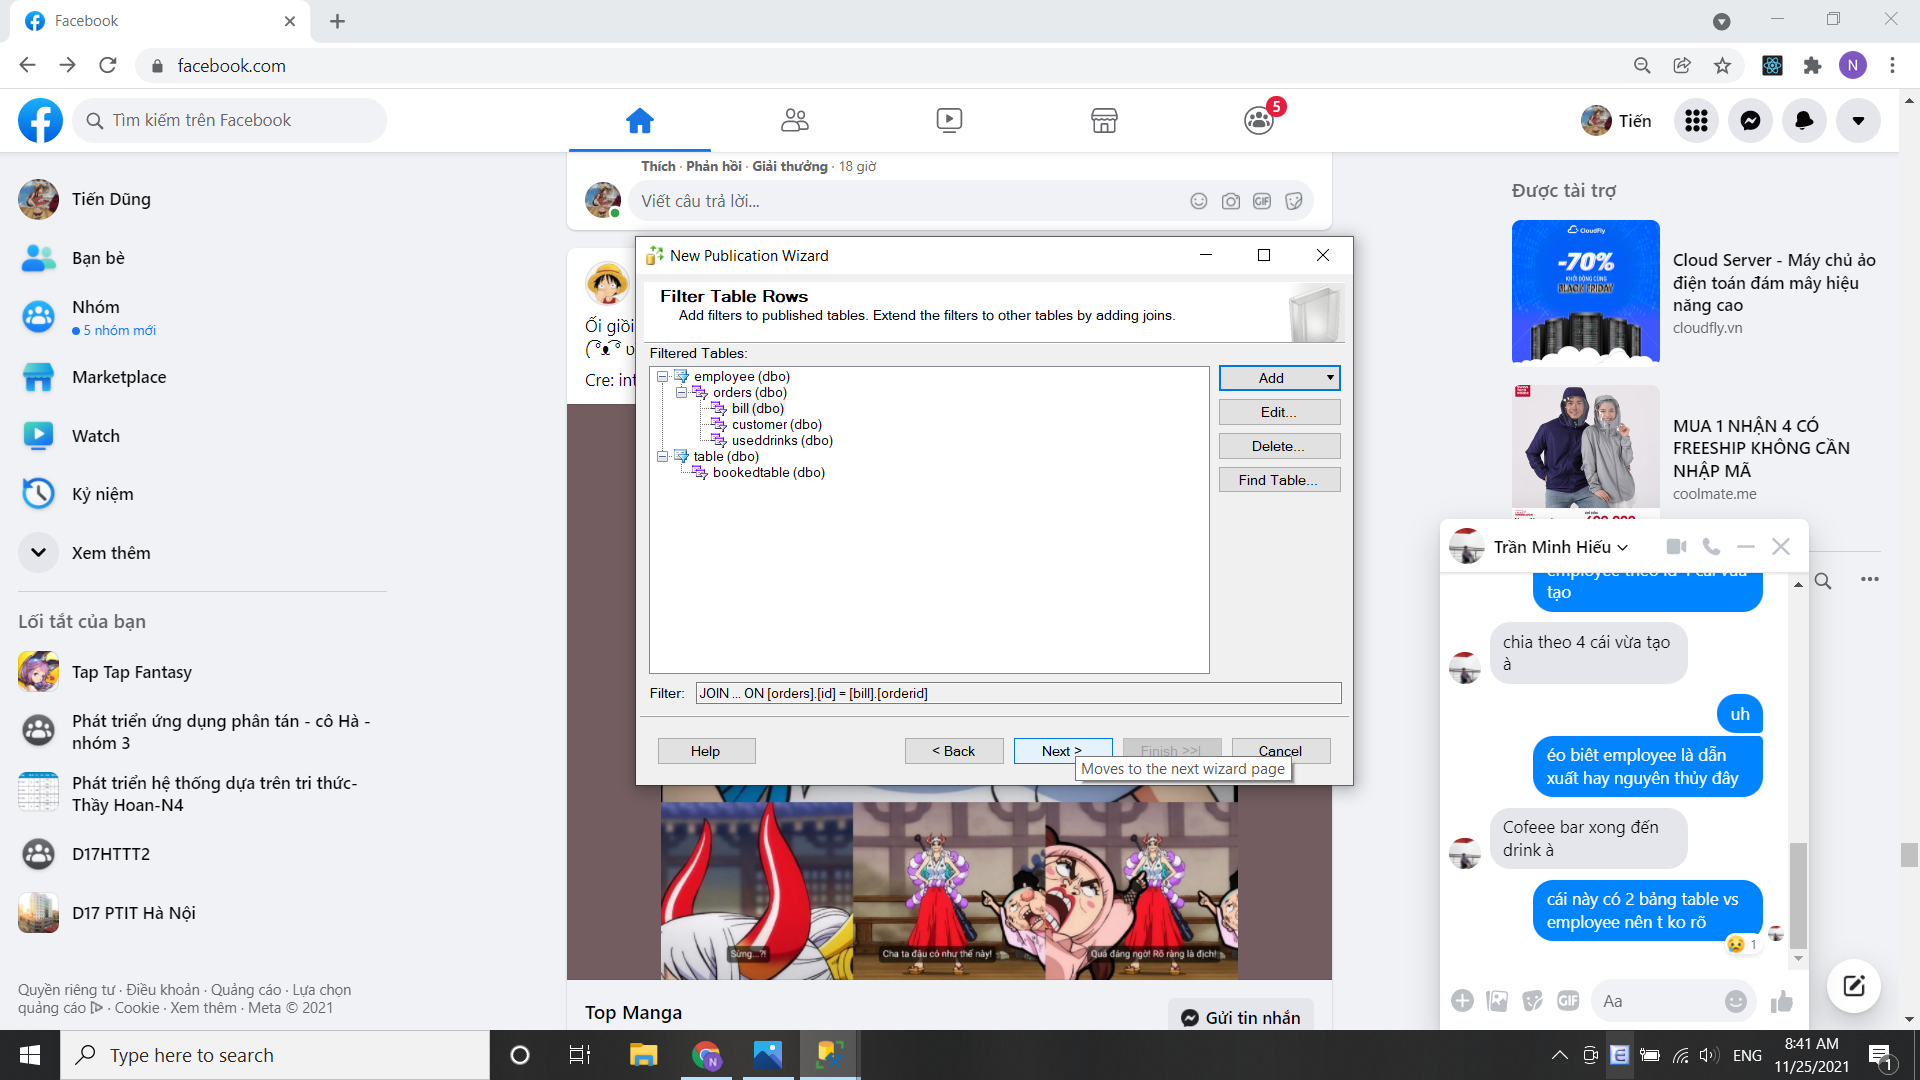 Facebook
facebook.com
N
Tìm kiếm trên Facebook
5
Tiến
Tiến Dũng
Bạn bè
Nhóm
5 nhóm mới
Marketplace
Watch
Kỷ niệm
Xem thêm
Lối tắt của bạn
Tap Tap Fantasy
Phát triển ứng dụng phân tán - cô Hà -
nhóm 3
Phát triển hệ thống dựa trên tri thức-
Thầy Hoan-N4
D17HTTT2
D17 PTIT Hà Nội
Quyền riêng tư · Điều khoản · Quảng cáo · Lựa chọn
quảng cáo · Cookie · Xem thêm · Meta © 2021
Thích · Phản hồi · Giải thưởng · 18 giờ
Viết câu trả lời...
GIF
Ối giời
Cre: int
New Publication Wizard
Filter Table Rows
Add filters to published tables. Extend the filters to other tables by adding joins.
Filtered Tables:
employee (dbo)
orders (dbo)
bill (dbo)
customer (dbo)
useddrinks (dbo)
table (dbo)
bookedtable (dbo)
Add
Edit...
Delete...
Find Table...
Filter:
JOIN ... ON [orders].[id] = [bill].[orderid]
Help
< Back
Next >
Finish >>|
Cancel
Moves to the next wizard page
Sừng...?!
Cha ta đâu có như thế này!
Quá đáng ngờ! Rõ ràng là địch!
Top Manga
Gửi tin nhắn
Được tài trợ
CloudFly
-70%
KHỞI ĐỘNG CÙNG
BLACK FRIDAY
Cloud Server - Máy chủ ảo
điện toán đám mây hiệu
năng cao
cloudfly.vn
MUA 1 NHẬN 4 CÓ
FREESHIP KHÔNG CẦN
NHẬP MÃ
coolmate.me
Trần Minh Hiếu
employee theo id 4 cái vừa
tạo
chia theo 4 cái vừa tạo
à
uh
éo biết employee là dẫn
xuất hay nguyên thủy đây
Cofeee bar xong đến
drink à
cái này có 2 bảng table vs
employee nên t ko rõ
1
GIF
Aa
Type here to search
N
ENG
8:41 AM
11/25/2021
1